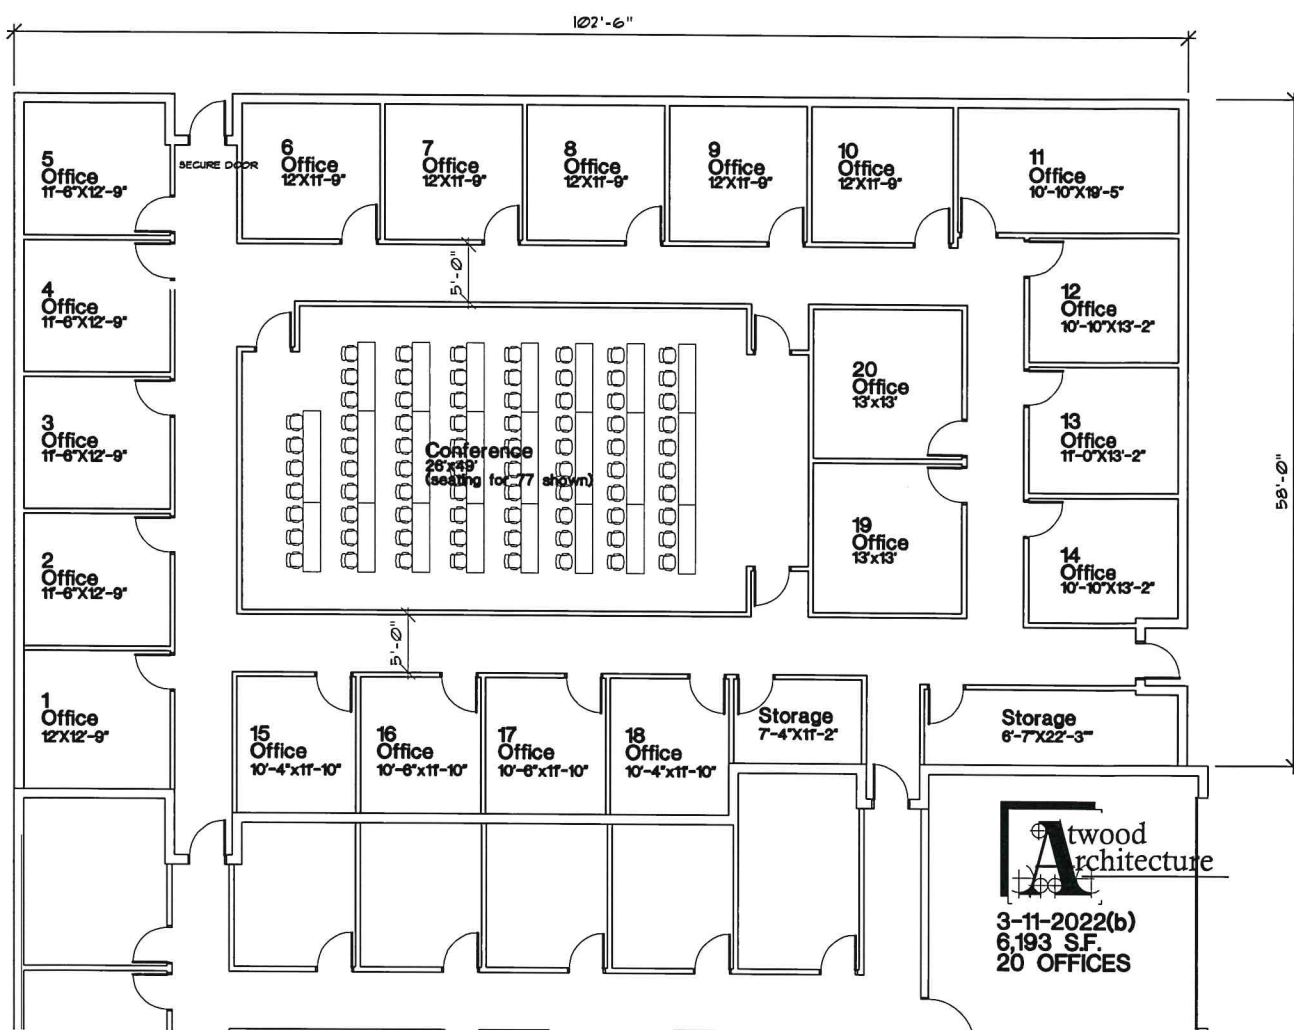 102'-6"
5
Office
11'-6"X12'-9"
SECURE DOOR
6
Office
12'X11'-9"
7
Office
12'X11'-9"
8
Office
12'X11'-9"
9
Office
12'X11'-9"
10
Office
12'X11'-9"
11
Office
10'-10"X19'-5"
4
Office
11'-6"X12'-9"
5'-0"
12
Office
10'-10"X13'-2"
3
Office
11'-6"X12'-9"
Conference
26'x49'
(seating for 77 shown)
20
Office
13'x13'
13
Office
11'-0"X13'-2"
58'-0"
2
Office
11'-6"X12'-9"
19
Office
13'x13'
14
Office
10'-10"X13'-2"
5'-0"
1
Office
12'X12'-9"
15
Office
10'-4"x11'-10"
16
Office
10'-6"x11'-10"
17
Office
10'-6"x11'-10"
18
Office
10'-4"x11'-10"
Storage
7'-4"X11'-2"
Storage
6'-7"X22'-3""
Atwood
Architecture
3-11-2022(b)
6,193 S.F.
20 OFFICES